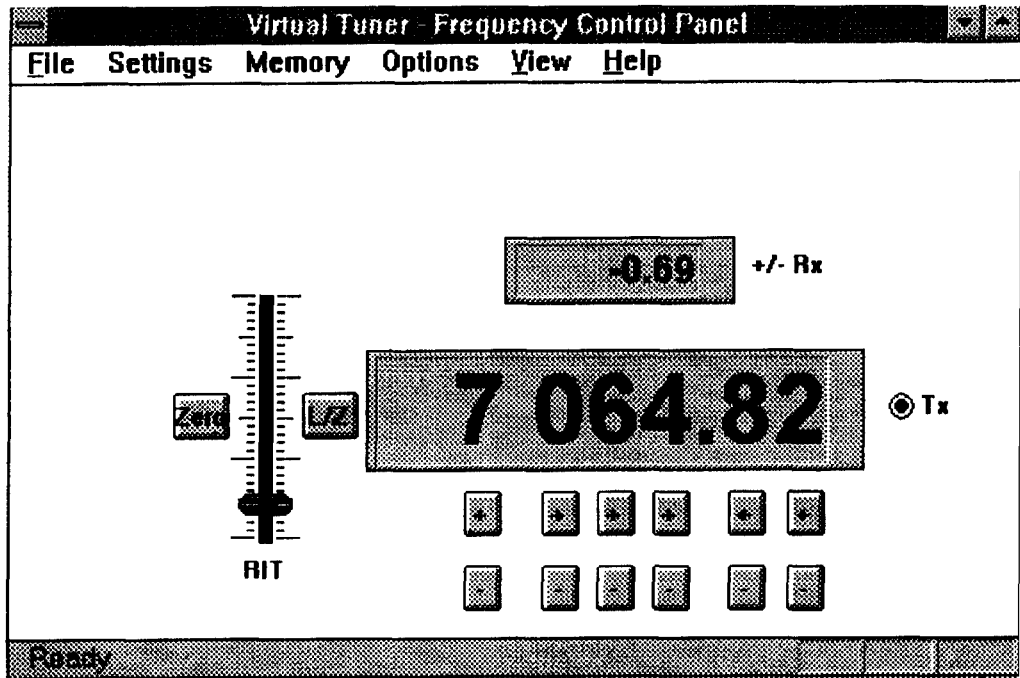 Virtual Tuner - Frequency Control Panel
File Settings Memory Options View Help
-0.69 +/- Rx
Zero L/Z 7 064.82 Tx
+ + + + + +
RIT
- - - - - -
Ready